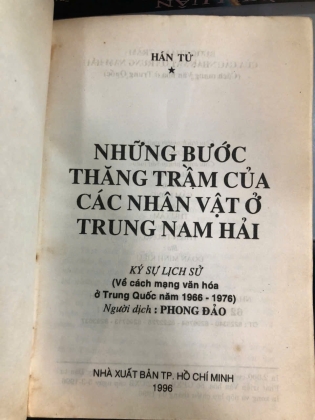 HÁN TỬ
★
NHỮNG BƯỚC
THĂNG TRẦM CỦA
CÁC NHÂN VẬT Ở
TRUNG NAM HẢI
KÝ SỰ LỊCH SỬ
(Về cách mạng văn hóa
ở Trung Quốc năm 1966 - 1976)
Người dịch : PHONG ĐẢO
NHÀ XUẤT BẢN TP. HỒ CHÍ MINH
1996